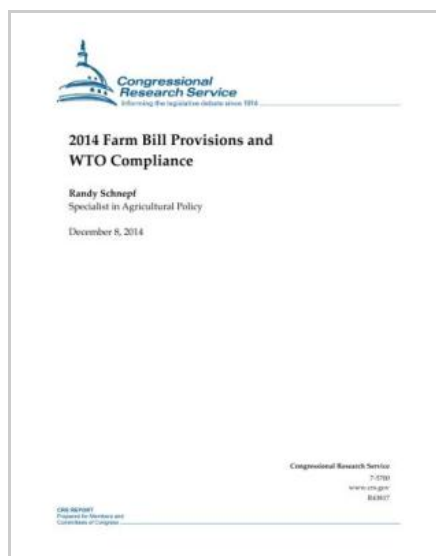 Congressional
Research Service
Informing the legislative debate since 1914
2014 Farm Bill Provisions and
WTO Compliance
Randy Schnepf
Specialist in Agricultural Policy
December 8, 2014
Congressional Research Service
7-5700
www.crs.gov
R43817
CRS REPORT
Prepared for Members and
Committees of Congress